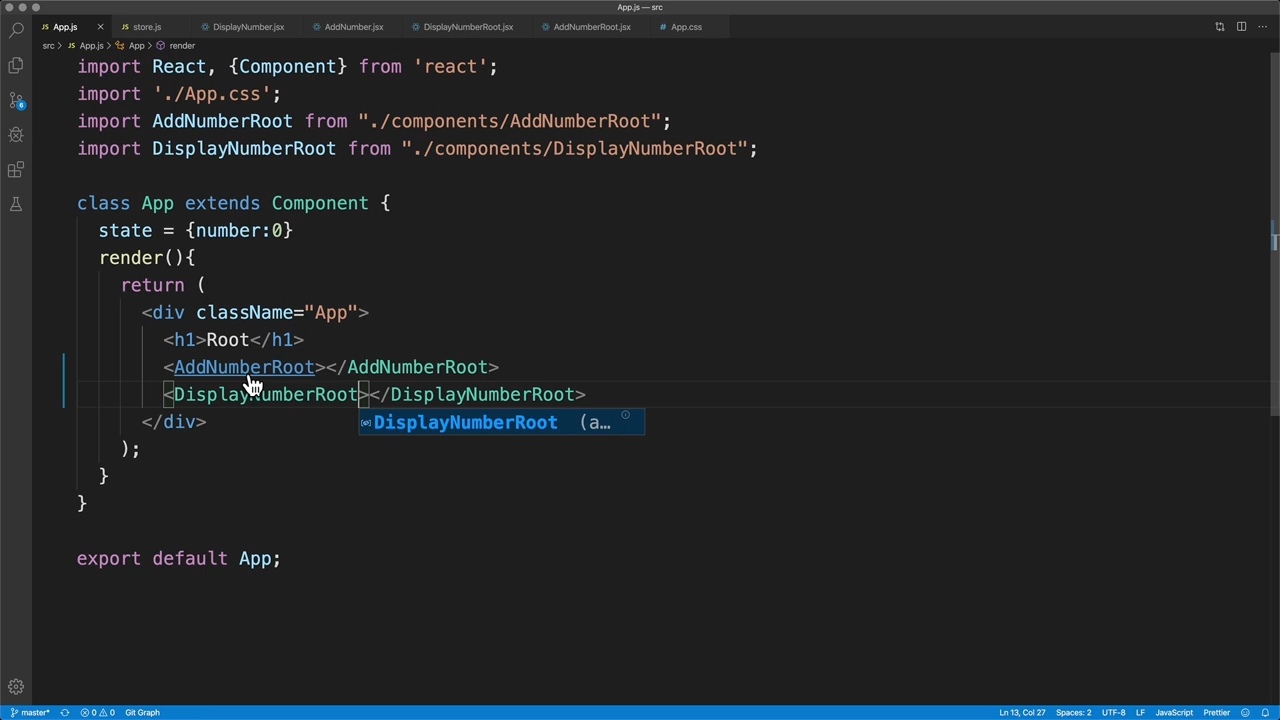 App.js — src
App.js
store.js
DisplayNumber.jsx
AddNumber.jsx
DisplayNumberRoot.jsx
AddNumberRoot.jsx
App.css
src > App.js > App > render
import React, {Component} from 'react';
import './App.css';
import AddNumberRoot from "./components/AddNumberRoot";
import DisplayNumberRoot from "./components/DisplayNumberRoot";
class App extends Component {
state = {number:0}
render(){
return (
<div className="App">
<h1>Root</h1>
<AddNumberRoot></AddNumberRoot>
<DisplayNumberRoot></DisplayNumberRoot>
DisplayNumberRoot (a...
</div>
);
}
}
export default App;
6
master* 0 0 Git Graph
Ln 13, Col 27 Spaces: 2 UTF-8 LF JavaScript Prettier